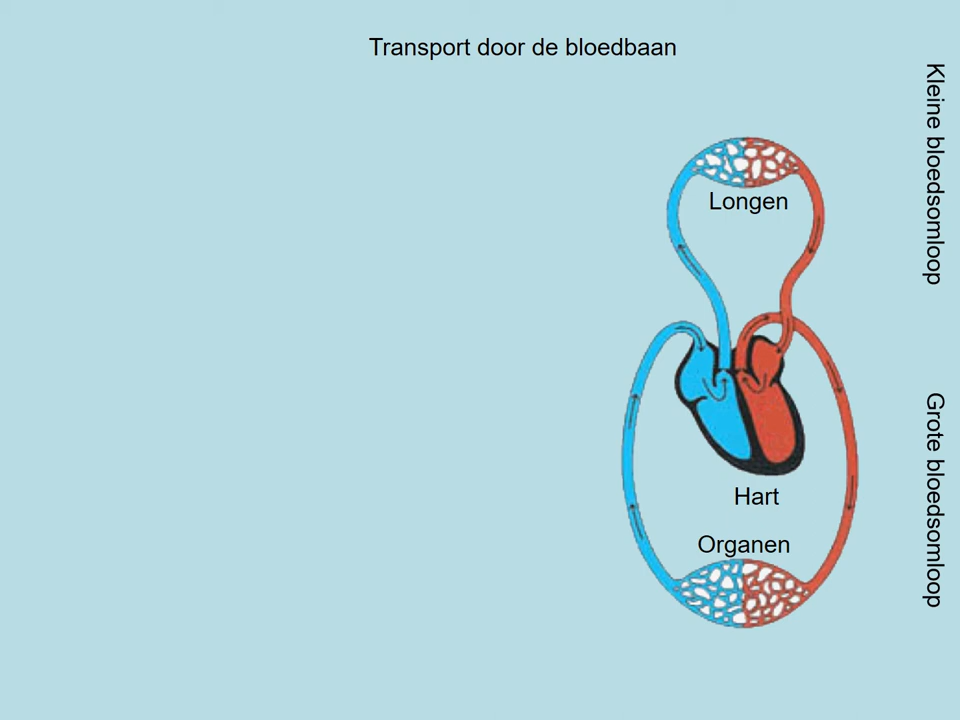 Transport door de bloedbaan
Kleine bloedsomloop
Longen
Grote bloedsomloop
Hart
Organen